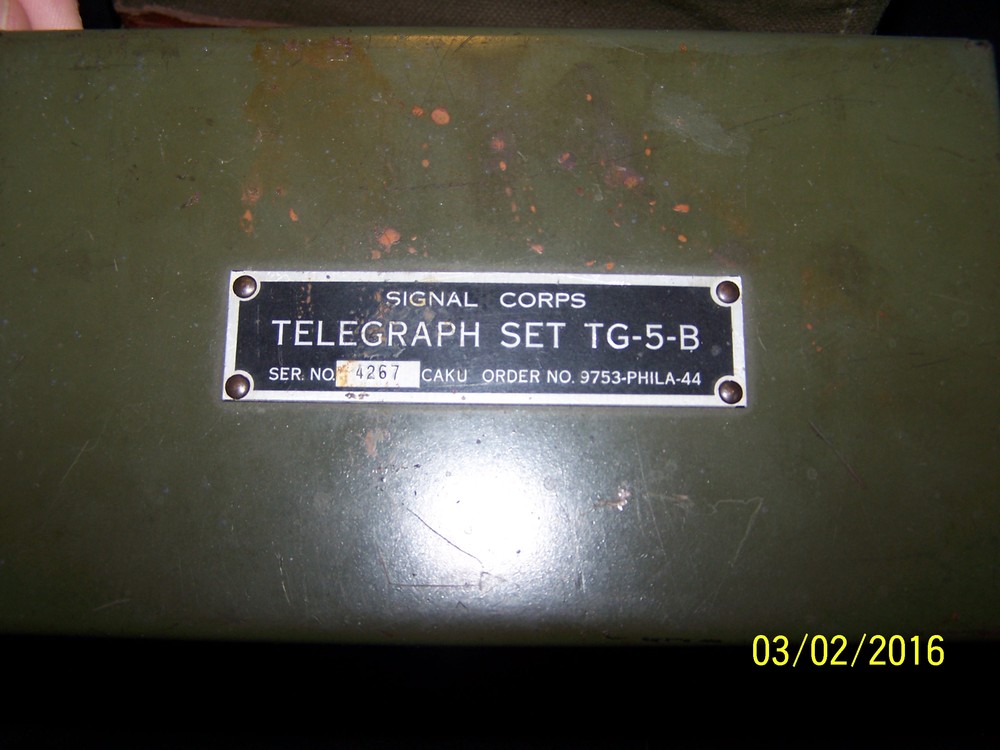 SIGNAL CORPS
TELEGRAPH SET TG-5-B
SER. NO. 4267 CAKU ORDER NO. 9753-PHILA-44
03/02/2016